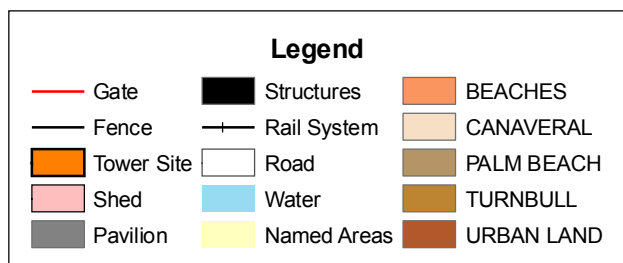 Legend
Gate
Structures
BEACHES
Fence
Rail System
CANAVERAL
Tower Site
Road
PALM BEACH
Shed
Water
TURNBULL
Pavilion
Named Areas
URBAN LAND